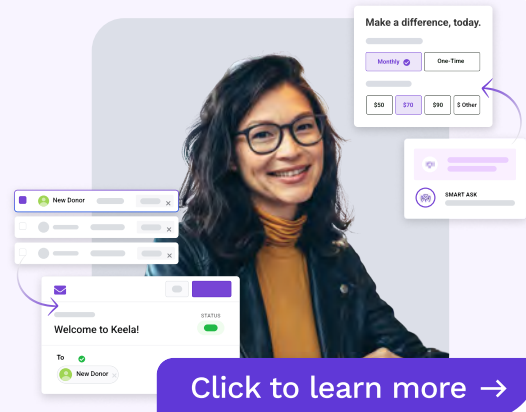 Make a difference, today.
Monthly One-Time
$50 $70 $90 $ Other
SMART ASK
New Donor
STATUS
Welcome to Keela!
To
New Donor
Click to learn more →